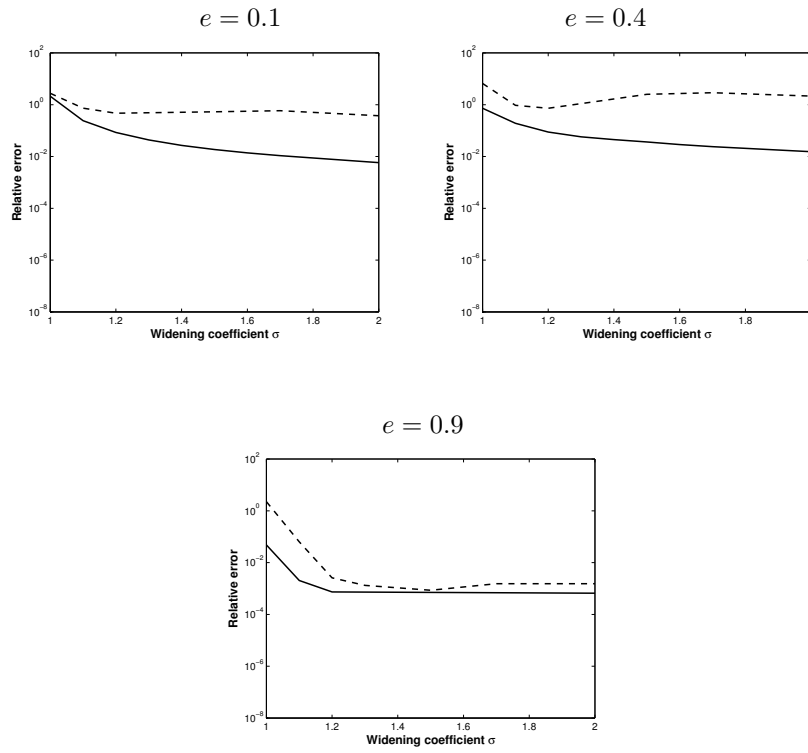 e = 0.1
10^2
10^0
10^−2
10^−4
10^−6
10^−8
Relative error
1 1.2 1.4 1.6 1.8 2
Widening coefficient σ
e = 0.4
10^2
10^0
10^−2
10^−4
10^−6
10^−8
Relative error
1 1.2 1.4 1.6 1.8
Widening coefficient σ
e = 0.9
10^2
10^0
10^−2
10^−4
10^−6
10^−8
Relative error
1 1.2 1.4 1.6 1.8 2
Widening coefficient σ